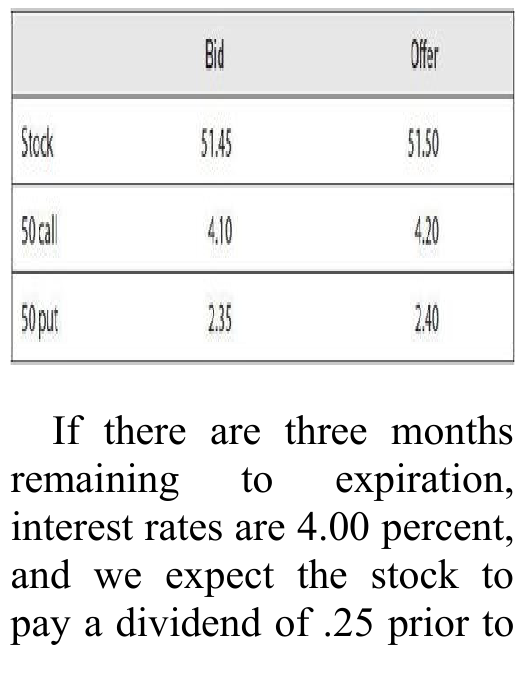 Bid Offer
Stock 51.45 51.50
50 call 4.10 4.20
50 put 2.35 2.40
If there are three months
remaining to expiration,
interest rates are 4.00 percent,
and we expect the stock to
pay a dividend of .25 prior to